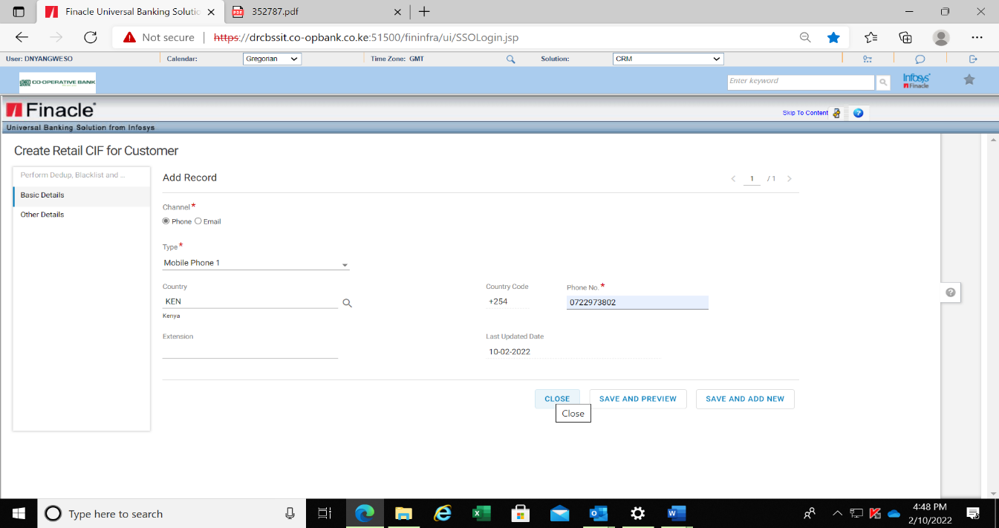 Finacle Universal Banking Solutio
352787.pdf
Not secure
https://drcbssit.co-opbank.co.ke:51500/fininfra/ui/SSOLogin.jsp
User: DNYANGWESO
Calendar:
Gregorian
Time Zone: GMT
Solution:
CRM
CO-OPERATIVE BANK
Enter keyword
Infosys
Finacle
Finacle
Skip To Content
Universal Banking Solution from Infosys
Create Retail CIF for Customer
Perform Dedup, Blacklist and ...
Basic Details
Other Details
Add Record
1 / 1
Channel*
Phone Email
Type*
Mobile Phone 1
Country
KEN
Kenya
Country Code
+254
Phone No.*
0722973802
Extension
Last Updated Date
10-02-2022
CLOSE
SAVE AND PREVIEW
SAVE AND ADD NEW
Close
Type here to search
4:48 PM
2/10/2022